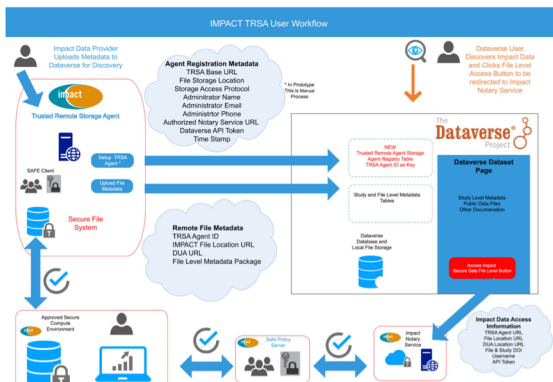 IMPACT TRSA User Workflow
Impact Data Provider
Uploads Metadata to
Dataverse for Discovery
impact
Trusted Remote Storage Agent
Setup TRSA
Agent *
SAFE Client
Upload File
Metadata
Secure File
System
Agent Registration Metadata
TRSA Base URL
File Storage Location
Storage Access Protocol
Adminitrator Name
Administrator Email
Administrtor Phone
Authorized Notary Service URL
Dataverse API Token
Time Stamp
* In Prototype
This Is Manual
Process
Dataverse User
Discovers Impact Data
and Clicks File Level
Access Button to be
redirected to Impact
Notary Service
The
Dataverse®
Project
NEW
Trusted Remote Agent Storage
Agent Registry Table
TRSA Agent ID as Key
Study and File Level Metadata
Tables
Dataverse
Database and
Local File Storage
Dataverse Dataset
Page
Study Level Metadata
Public Data Files
Other Documenation
Access Impact
Secure Data File Level Button
Remote File Metadata
TRSA Agent ID
IMPACT File Location URL
DUA URL
File Level Metadata Package
Approved Secure
Compute
Environment
Safe Policy
Server
Impact
Notary
Service
Impact Data Access
Information
TRSA Agent URL
File Location URL
DUA Location URL
File & Study DOI
Username
API Token